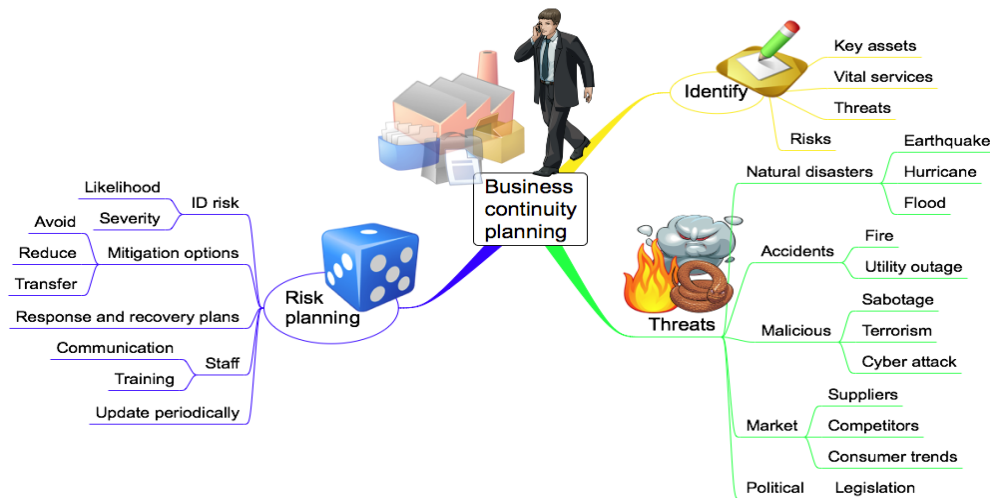 Business
continuity
planning
Identify
Key assets
Vital services
Threats
Risks
Threats
Natural disasters
Earthquake
Hurricane
Flood
Accidents
Fire
Utility outage
Malicious
Sabotage
Terrorism
Cyber attack
Market
Suppliers
Competitors
Consumer trends
Political
Legislation
Risk
planning
ID risk
Likelihood
Severity
Mitigation options
Avoid
Reduce
Transfer
Response and recovery plans
Staff
Communication
Training
Update periodically